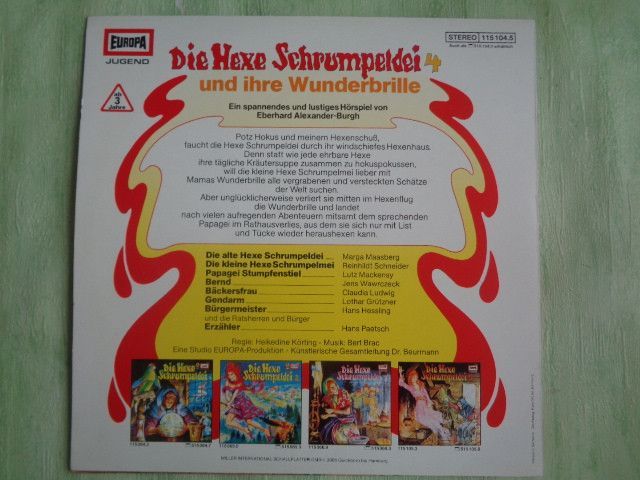 EUROPA
JUGEND
Die Hexe Schrumpeldei 4
und ihre Wunderbrille
STEREO 115 104.5
ab
3
Jahre
Ein spannendes und lustiges Hörspiel von
Eberhard Alexander-Burgh
Potz Hokus und meinem Hexenschuß,
faucht die Hexe Schrumpeldei durch ihr windschiefes Hexenhaus.
Denn statt wie jede ehrbare Hexe
ihre tägliche Kräutersuppe zusammen zu hokuspokussen,
will die kleine Hexe Schrumpelmei lieber mit
Mamas Wunderbrille alle vergrabenen und versteckten Schätze
der Welt suchen.
Aber unglücklicherweise verliert sie mitten im Hexenflug
die Wunderbrille und landet
nach vielen aufregenden Abenteuern mitsamt dem sprechenden
Papagei im Rathausverlies, aus dem sie sich nur mit List
und Tücke wieder heraushexen kann.
Die alte Hexe Schrumpeldei ... Marga Maasberg
Die kleine Hexe Schrumpelmei Reinhildt Schneider
Papagei Stumpfenstiel Lutz Mackensy
Bernd Jens Wawrczeck
Bäckersfrau Claudia Ludwig
Gendarm Lothar Grützner
Bürgermeister Hans Hessling
und die Ratsherren und Bürger
Erzähler Hans Paetsch
Regie: Heikedine Körting - Musik: Bert Brac
Eine Studio EUROPA-Produktion - Künstlerische Gesamtleitung Dr. Beurmann
Die Hexe Schrumpeldei
Die Hexe Schrumpeldei
Die Hexe Schrumpeldei
Die Hexe Schrumpeldei
MILLER INTERNATIONAL SCHALLPLATTEN GMBH